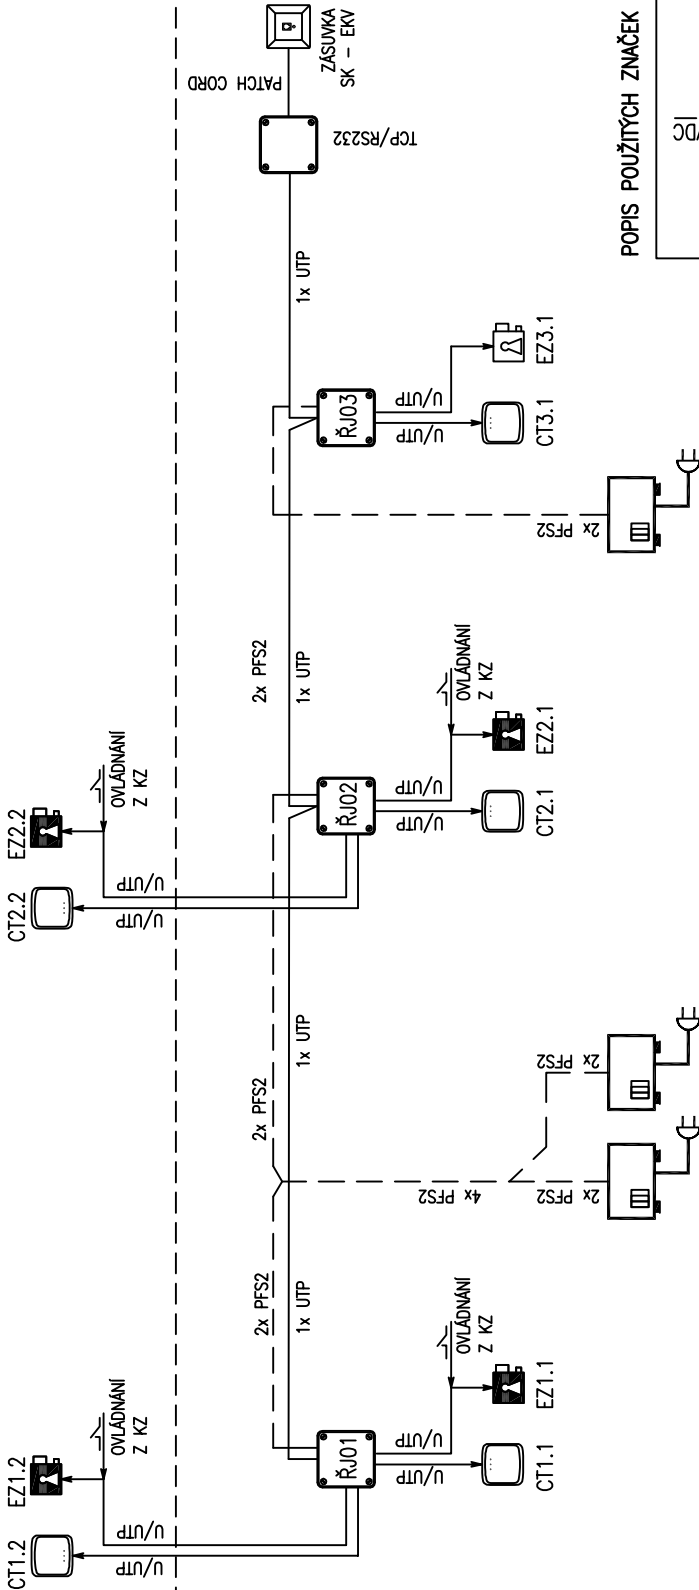 ZÁSUVKA
SK - EKV
PATCH CORD
TCP/RS232
1x UTP
POPIS POUŽITÝCH ZNAČEK
ŘJ03
U/UTP
U/UTP
EZ3.1
CT3.1
2x PFS2
2x PFS2
1x UTP
EZ2.2
CT2.2
OVLÁDNÁNÍ
Z KZ
U/UTP
U/UTP
ŘJ02
U/UTP
U/UTP
OVLÁDNÁNÍ
Z KZ
EZ2.1
CT2.1
2x PFS2
1x UTP
4x PFS2
2x PFS2
2x PFS2
2x PFS2
1x UTP
EZ1.2
CT1.2
OVLÁDNÁNÍ
Z KZ
U/UTP
U/UTP
ŘJ01
U/UTP
U/UTP
OVLÁDNÁNÍ
Z KZ
EZ1.1
CT1.1